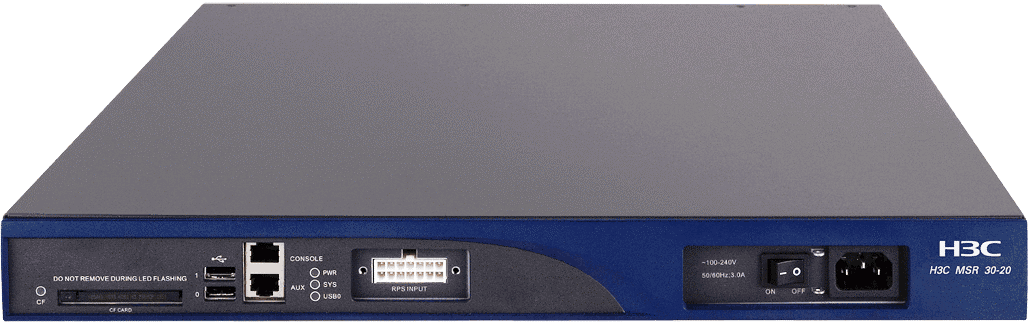 DO NOT REMOVE DURING LED FLASHING
CF
CF CARD
1
0
CONSOLE
AUX
PWR
SYS
USB0
RPS INPUT
~100-240V
50/60Hz;3.0A
ON OFF
H3C
H3C MSR 30-20